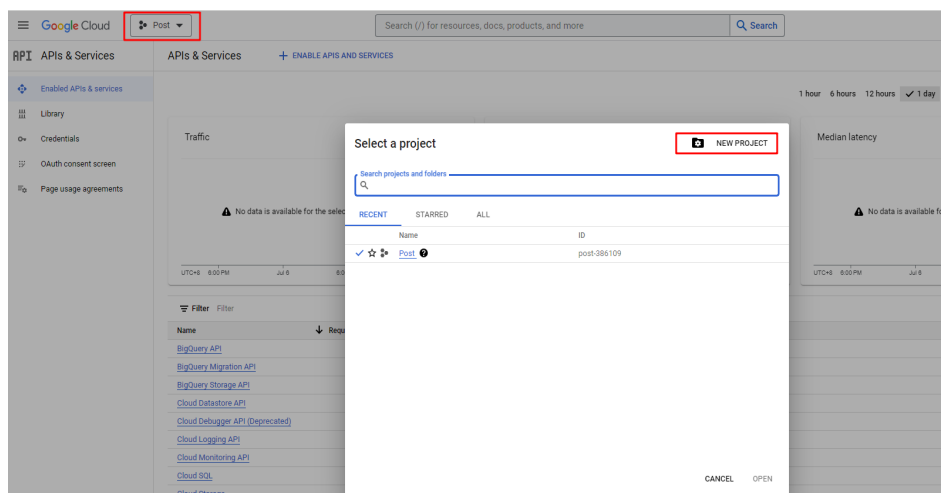 Google Cloud
Post
Search (/) for resources, docs, products, and more
Search
API APIs & Services
APIs & Services
ENABLE APIS AND SERVICES
Enabled APIs & services
Library
Credentials
OAuth consent screen
Page usage agreements
1 hour 6 hours 12 hours 1 day
Traffic
Median latency
Select a project
NEW PROJECT
Search projects and folders
No data is available for the selec
No data is available fo
RECENT STARRED ALL
Name ID
Post post-386109
UTC+8 6:00 PM Jul 6 6:0
UTC+8 6:00 PM Jul 6
Filter Filter
Name Requ
BigQuery API
BigQuery Migration API
BigQuery Storage API
Cloud Datastore API
Cloud Debugger API (Deprecated)
Cloud Logging API
Cloud Monitoring API
Cloud SQL
CANCEL OPEN